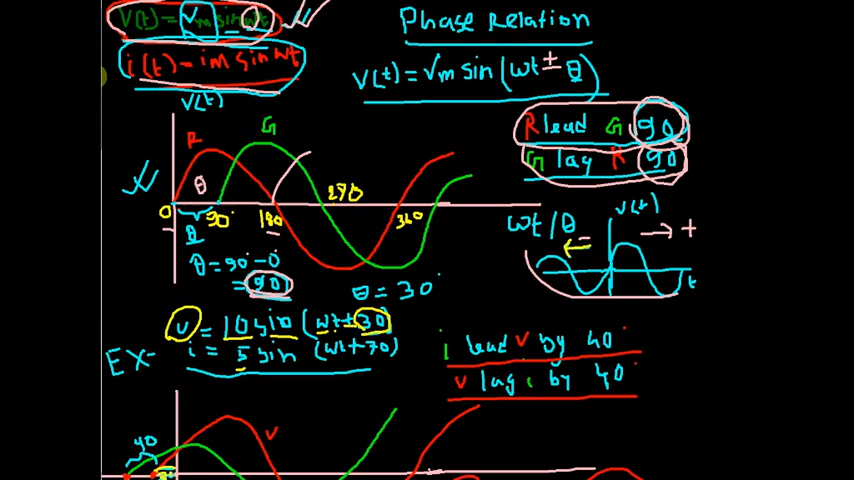 V(t)=Vm sin wt
Phase Relation
i(t)=im sin wt
V(t)
V(t)=Vm sin(wt ± θ)
R lead G 90
G lag R 90
R
G
θ
0
90°
180
270
360
θ
θ=90°-0°
=90
θ=30°
wt/θ
V(t)
-
+
t
EX-
v=10 sin(wt+30)
i=5 sin(wt+70)
i lead v by 40°
v lag i by 40°
40
V